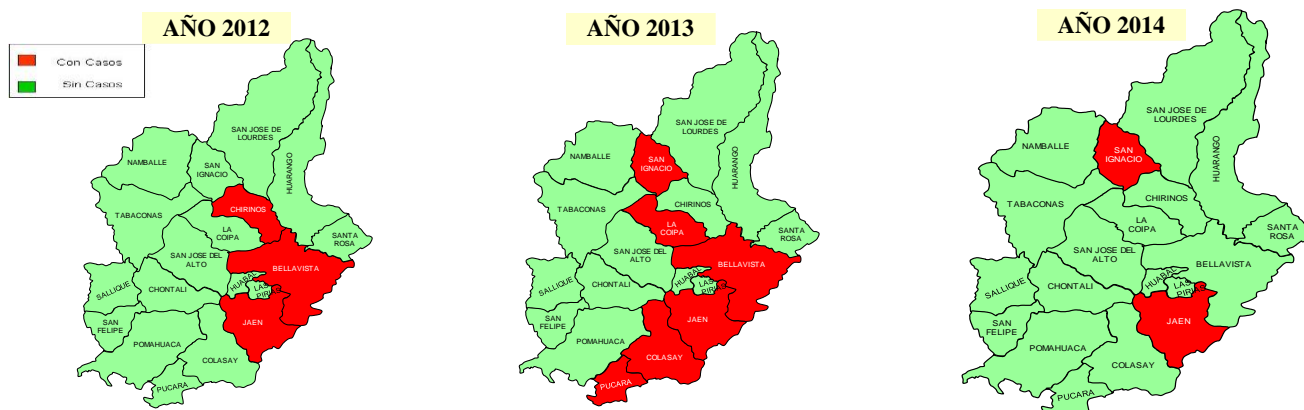 AÑO 2012
Con Casos
Sin Casos
SAN JOSE DE
LOURDES
HUARANGO
NAMBALLE
SAN
IGNACIO
CHIRINOS
TABACONAS
LA
COIPA
SANTA
ROSA
SAN JOSE DEL
ALTO
BELLAVISTA
HUABAL
LAS
PIRIAS
SALLIQUE
CHONTALI
SAN
FELIPE
JAEN
POMAHUACA
COLASAY
PUCARA
AÑO 2013
SAN JOSE DE
LOURDES
HUARANGO
NAMBALLE
SAN
IGNACIO
CHIRINOS
TABACONAS
LA
COIPA
SANTA
ROSA
SAN JOSE DEL
ALTO
BELLAVISTA
HUABAL
LAS
PIRIAS
SALLIQUE
CHONTALI
SAN
FELIPE
JAEN
POMAHUACA
COLASAY
PUCARA
AÑO 2014
SAN JOSE DE
LOURDES
HUARANGO
NAMBALLE
SAN
IGNACIO
CHIRINOS
TABACONAS
LA
COIPA
SANTA
ROSA
SAN JOSE DEL
ALTO
BELLAVISTA
HUABAL
LAS
PIRIAS
SALLIQUE
CHONTALI
SAN
FELIPE
JAEN
POMAHUACA
COLASAY
PUCARA